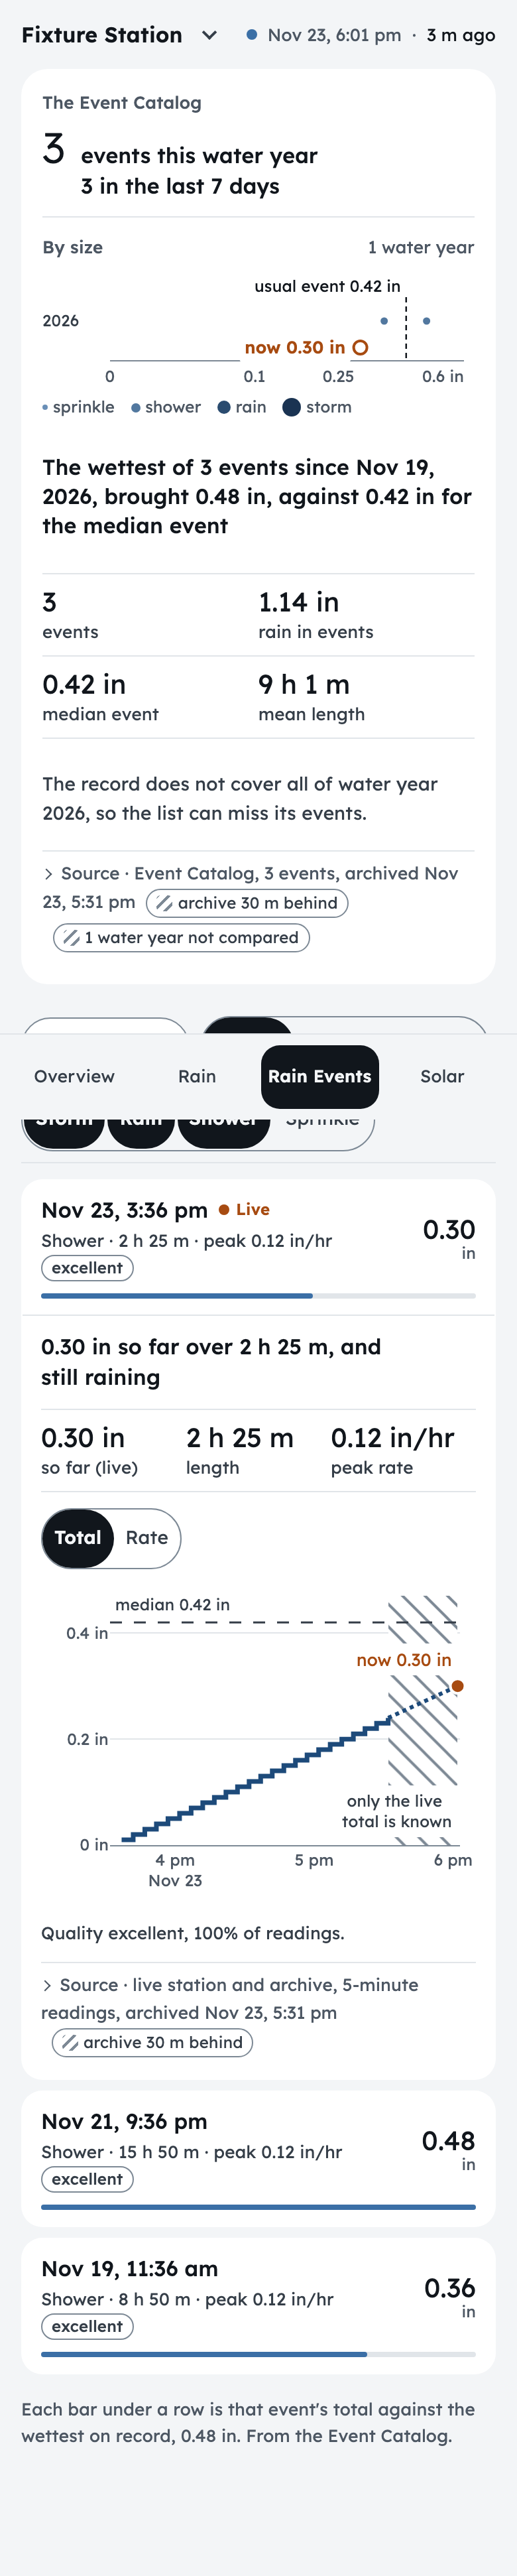 Fixture Station
Nov 23, 6:01 pm · 3 m ago
The Event Catalog
3 events this water year
3 in the last 7 days
By size
1 water year
usual event 0.42 in
2026
now 0.30 in
0 0.1 0.25 0.6 in
sprinkle shower rain storm
The wettest of 3 events since Nov 19,
2026, brought 0.48 in, against 0.42 in for
the median event
3 1.14 in
events rain in events
0.42 in 9 h 1 m
median event mean length
The record does not cover all of water year
2026, so the list can miss its events.
Source · Event Catalog, 3 events, archived Nov
23, 5:31 pm archive 30 m behind
1 water year not compared
Overview Rain Rain Events Solar
Storm Rain Shower Sprinkle
Nov 23, 3:36 pm Live
Shower · 2 h 25 m · peak 0.12 in/hr
excellent
0.30
in
0.30 in so far over 2 h 25 m, and
still raining
0.30 in 2 h 25 m 0.12 in/hr
so far (live) length peak rate
Total Rate
median 0.42 in
0.4 in
now 0.30 in
0.2 in
only the live
total is known
0 in
4 pm 5 pm 6 pm
Nov 23
Quality excellent, 100% of readings.
Source · live station and archive, 5-minute
readings, archived Nov 23, 5:31 pm
archive 30 m behind
Nov 21, 9:36 pm
Shower · 15 h 50 m · peak 0.12 in/hr
excellent
0.48
in
Nov 19, 11:36 am
Shower · 8 h 50 m · peak 0.12 in/hr
excellent
0.36
in
Each bar under a row is that event's total against the
wettest on record, 0.48 in. From the Event Catalog.